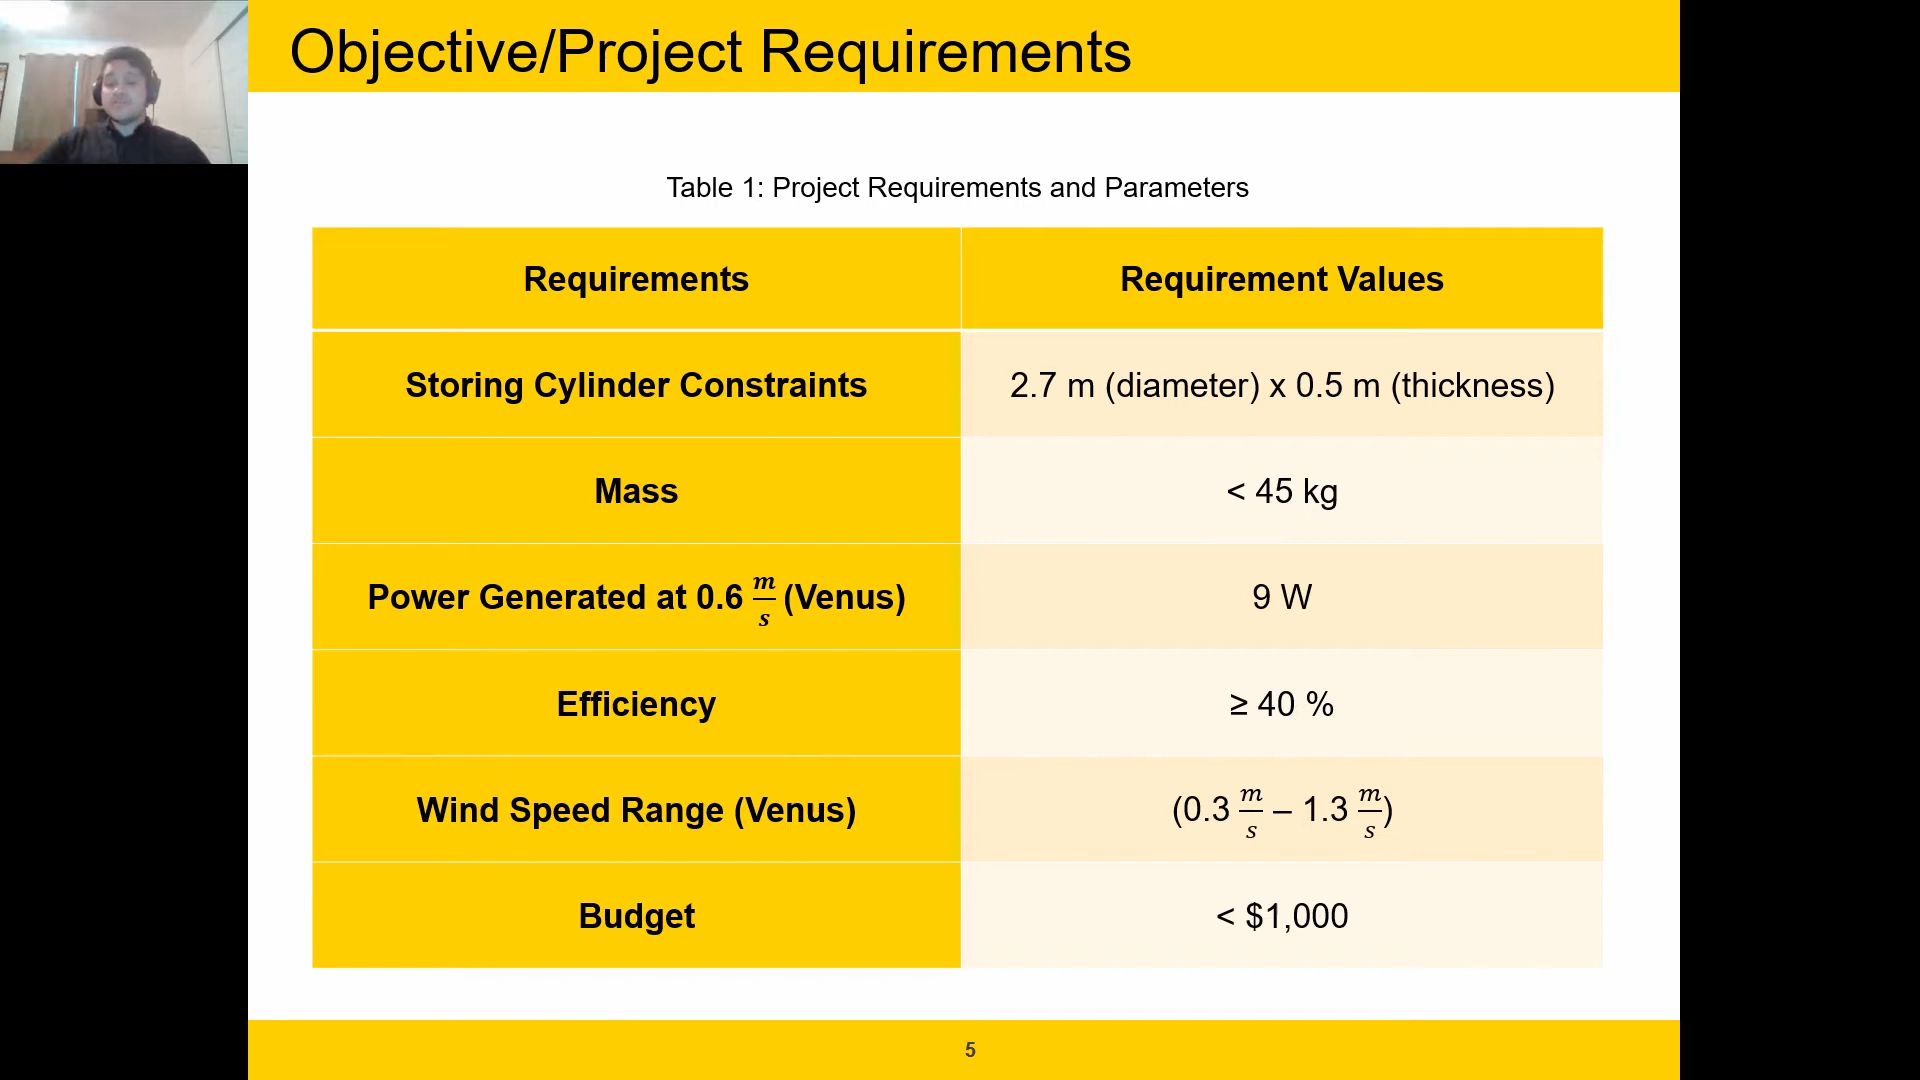 Objective/Project Requirements
Table 1: Project Requirements and Parameters
Requirements
Requirement Values
Storing Cylinder Constraints
2.7 m (diameter) x 0.5 m (thickness)
Mass
< 45 kg
Power Generated at 0.6 m/s (Venus)
9 W
Efficiency
≥ 40 %
Wind Speed Range (Venus)
(0.3 m/s – 1.3 m/s)
Budget
< $1,000
5